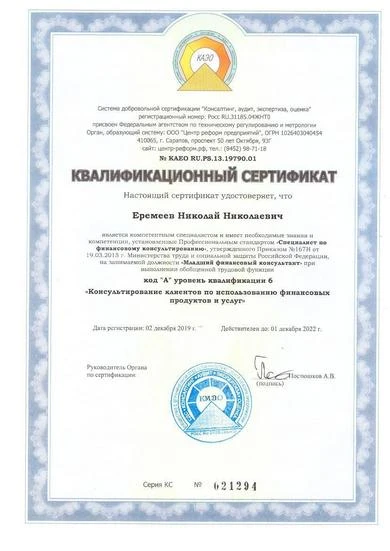 КАЭО
Система добровольной сертификации "Консалтинг, аудит, экспертиза, оценка"
регистрационный номер: Росс RU.31185.04ЖНТ0
присвоен Федеральным агентством по техническому регулированию и метрологии
Орган, образующий систему: ООО "Центр реформ предприятий", ОГРН 1026403040454
410065, г. Саратов, проспект 50 лет Октября, 93Г
сайт: центр-реформ.рф, тел.: (9452) 98-71-18
№ KAEO RU.PS.13.19790.01
КВАЛИФИКАЦИОННЫЙ СЕРТИФИКАТ
Настоящий сертификат удостоверяет, что
Еремеев Николай Николаевич
является компетентным специалистом и имеет необходимые знания и
компетенции, установленные Профессиональным стандартом «Специалист по
финансовому консультированию», утвержденного Приказом №167Н от
19.03.2015 г. Министерства труда и социальной защиты Российской Федерации,
на занимаемой должности «Младший финансовый консультант» при
выполнении обобщенной трудовой функции
код "А" уровень квалификации 6
«Консультирование клиентов по использованию финансовых
продуктов и услуг»
Дата регистрации: 02 декабря 2019 г. Действителен до: 01 декабря 2022 г.
Руководитель Органа
по сертификации
Постюшков А.В.
(подпись)
КАЭО
Серия КС № 021294